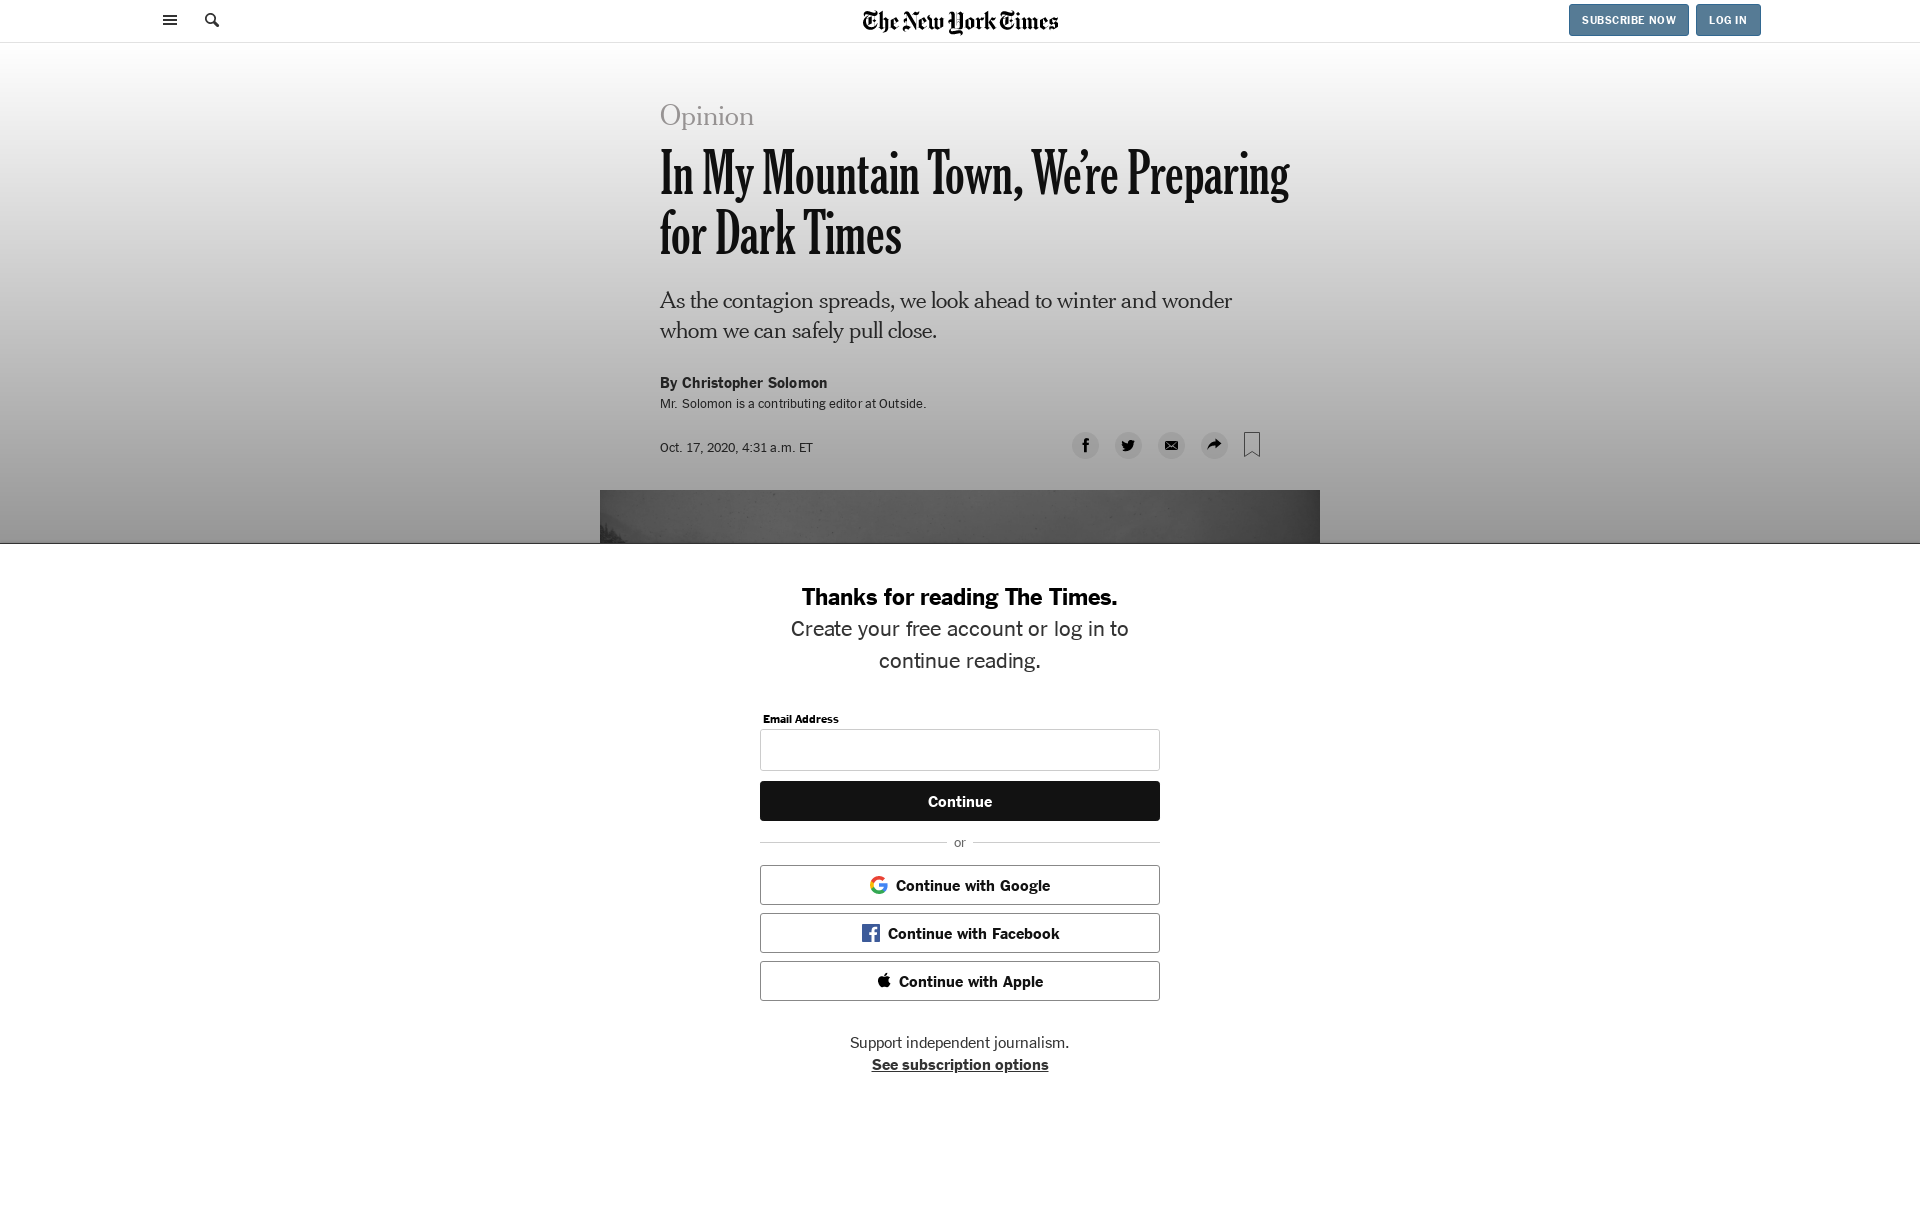 The New York Times
SUBSCRIBE NOW
LOG IN
Opinion
In My Mountain Town, We’re Preparing
for Dark Times
As the contagion spreads, we look ahead to winter and wonder
whom we can safely pull close.
By Christopher Solomon
Mr. Solomon is a contributing editor at Outside.
Oct. 17, 2020, 4:31 a.m. ET
Thanks for reading The Times.
Create your free account or log in to
continue reading.
Email Address
Continue
or
Continue with Google
Continue with Facebook
Continue with Apple
Support independent journalism.
See subscription options